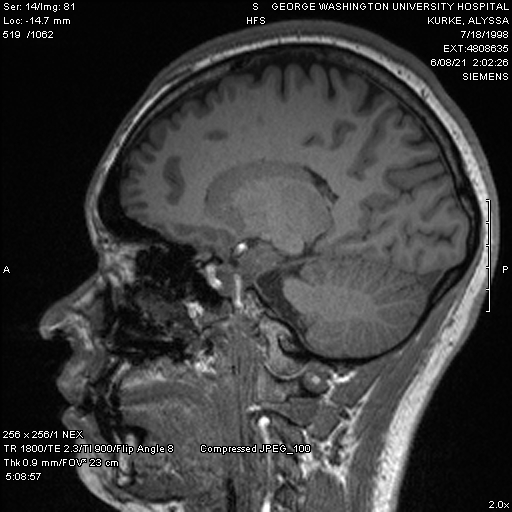 Ser: 14/Img: 81
Loc: -14.7 mm
519 /1062
S
HFS
GEORGE WASHINGTON UNIVERSITY HOSPITAL
KURKE, ALYSSA
7/18/1998
EXT:4808635
6/08/21 2:02:26
SIEMENS
A
P
256 x 256/1 NEX
TR 1800/TE 2.3/TI 900/Flip Angle 8
Compressed JPEG_100
Thk 0.9 mm/FOV° 23 cm
5:08:57
2.0x